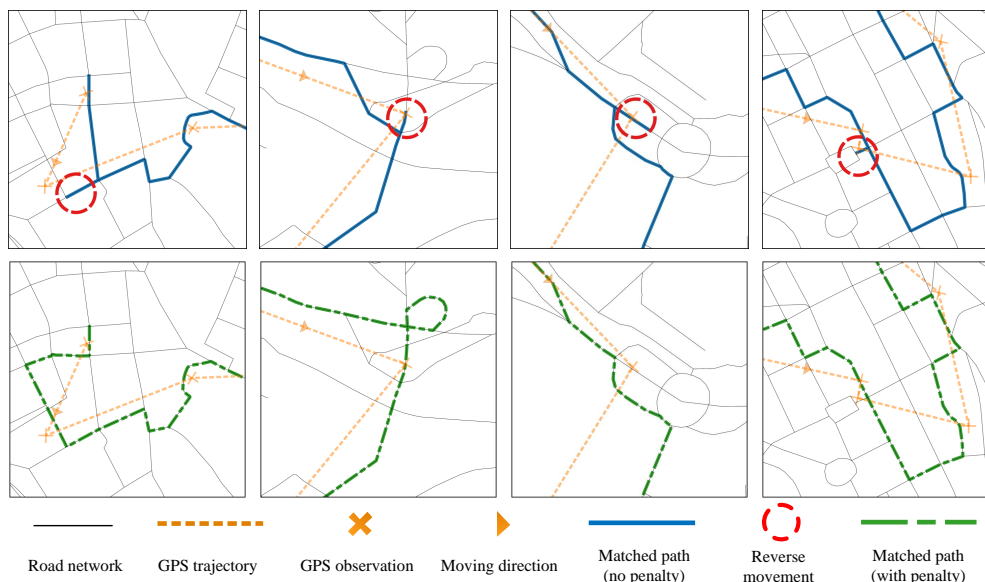 Road network
GPS trajectory
GPS observation
Moving direction
Matched path
(no penalty)
Reverse
movement
Matched path
(with penalty)